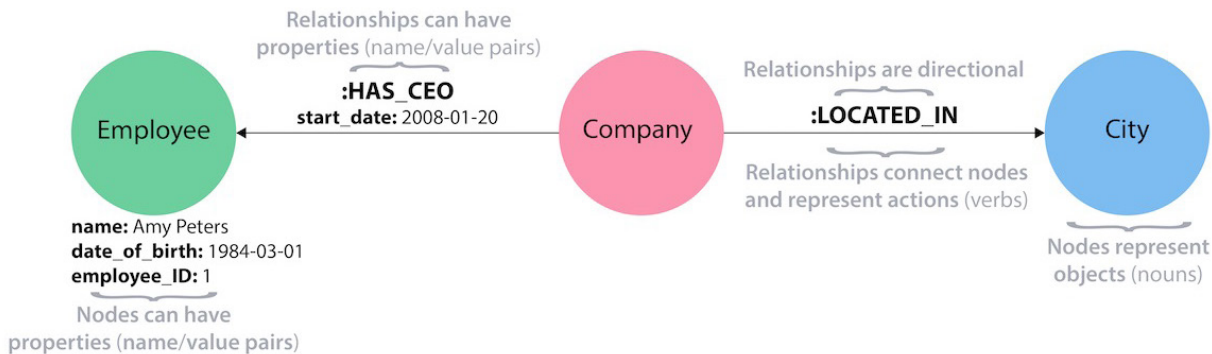 Relationships can have
properties (name/value pairs)
:HAS_CEO
start_date: 2008-01-20
Employee
name: Amy Peters
date_of_birth: 1984-03-01
employee_ID: 1
Nodes can have
properties (name/value pairs)
Company
Relationships are directional
:LOCATED_IN
Relationships connect nodes
and represent actions (verbs)
City
Nodes represent
objects (nouns)